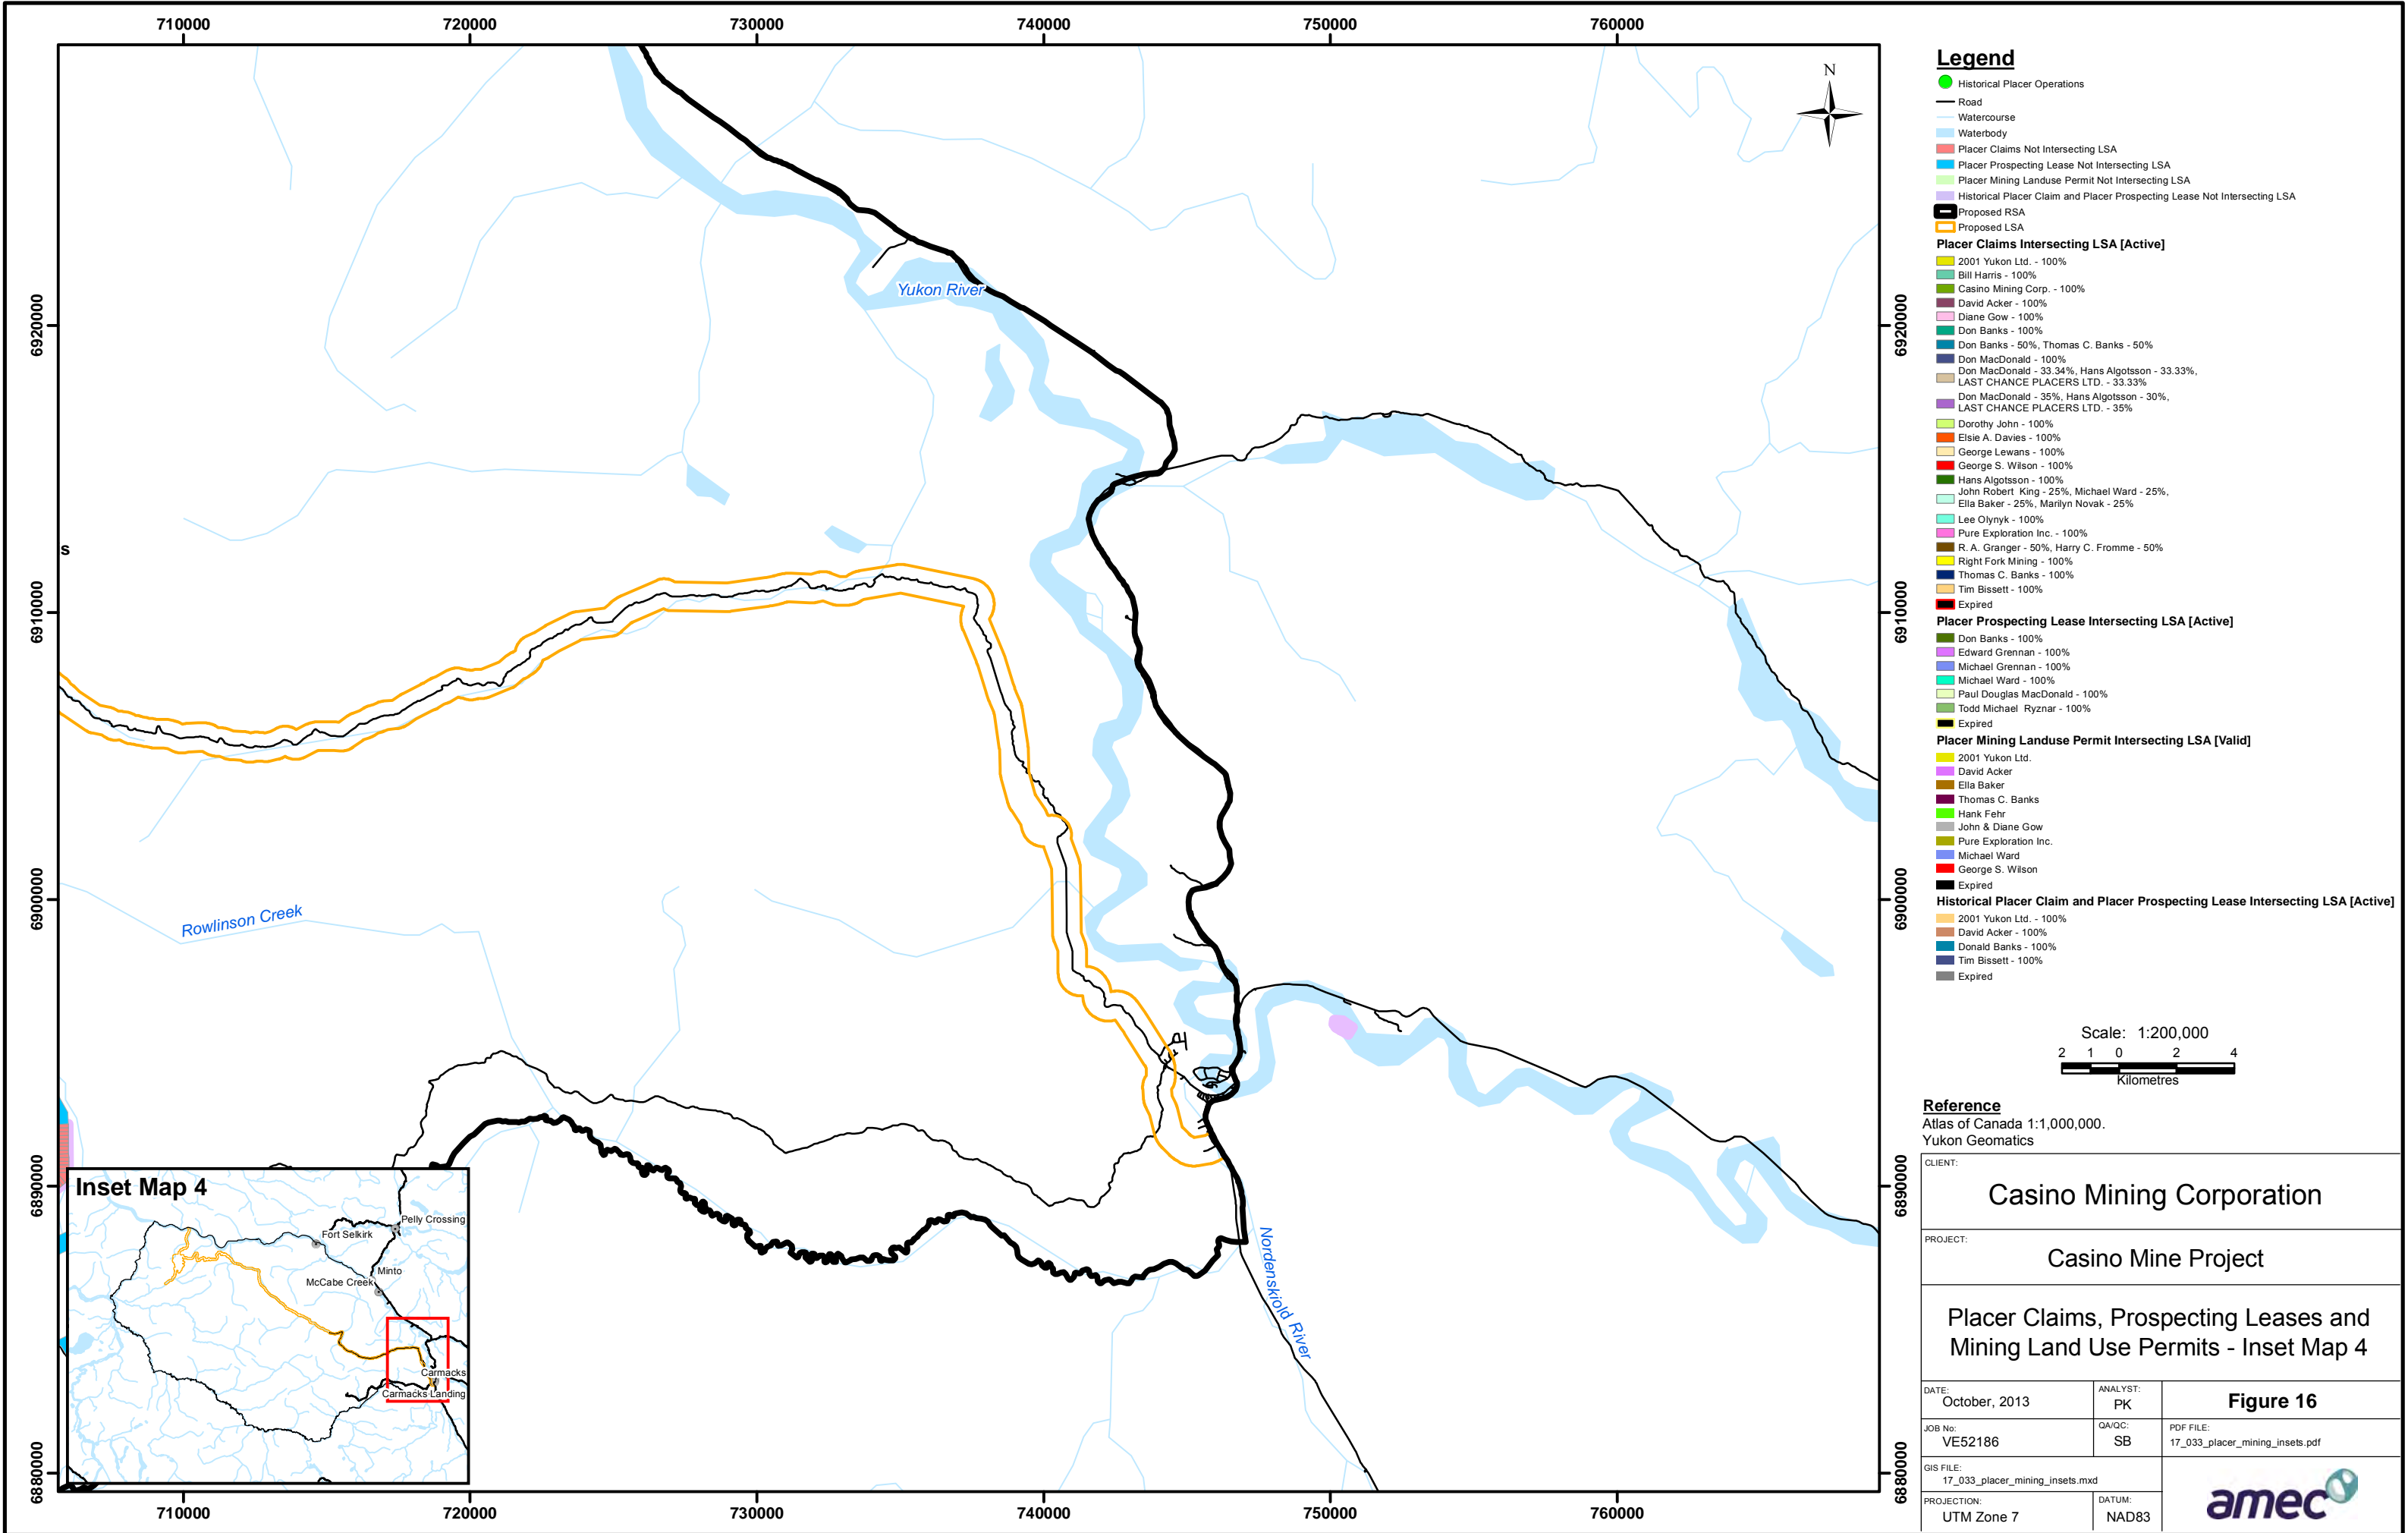 710000
720000
730000
740000
750000
760000
6920000
6910000
6900000
6890000
6880000
6920000
6910000
6900000
6890000
6880000
N
Yukon River
s
Rowlinson Creek
Nordenskiold River
Inset Map 4
Pelly Crossing
Fort Selkirk
Minto
McCabe Creek
Carmacks
Carmacks Landing
710000
720000
730000
740000
750000
760000
Legend
Historical Placer Operations
Road
Watercourse
Waterbody
Placer Claims Not Intersecting LSA
Placer Prospecting Lease Not Intersecting LSA
Placer Mining Landuse Permit Not Intersecting LSA
Historical Placer Claim and Placer Prospecting Lease Not Intersecting LSA
Proposed RSA
Proposed LSA
Placer Claims Intersecting LSA [Active]
2001 Yukon Ltd. - 100%
Bill Harris - 100%
Casino Mining Corp. - 100%
David Acker - 100%
Diane Gow - 100%
Don Banks - 100%
Don Banks - 50%, Thomas C. Banks - 50%
Don MacDonald - 100%
Don MacDonald - 33.34%, Hans Algotsson - 33.33%,
LAST CHANCE PLACERS LTD. - 33.33%
Don MacDonald - 35%, Hans Algotsson - 30%,
LAST CHANCE PLACERS LTD. - 35%
Dorothy John - 100%
Elsie A. Davies - 100%
George Lewans - 100%
George S. Wilson - 100%
Hans Algotsson - 100%
John Robert King - 25%, Michael Ward - 25%,
Ella Baker - 25%, Marilyn Novak - 25%
Lee Olynyk - 100%
Pure Exploration Inc. - 100%
R. A. Granger - 50%, Harry C. Fromme - 50%
Right Fork Mining - 100%
Thomas C. Banks - 100%
Tim Bissett - 100%
Expired
Placer Prospecting Lease Intersecting LSA [Active]
Don Banks - 100%
Edward Grennan - 100%
Michael Grennan - 100%
Michael Ward - 100%
Paul Douglas MacDonald - 100%
Todd Michael Ryznar - 100%
Expired
Placer Mining Landuse Permit Intersecting LSA [Valid]
2001 Yukon Ltd.
David Acker
Ella Baker
Thomas C. Banks
Hank Fehr
John & Diane Gow
Pure Exploration Inc.
Michael Ward
George S. Wilson
Expired
Historical Placer Claim and Placer Prospecting Lease Intersecting LSA [Active]
2001 Yukon Ltd. - 100%
David Acker - 100%
Donald Banks - 100%
Tim Bissett - 100%
Expired
Scale: 1:200,000
2 1 0 2 4
Kilometres
Reference
Atlas of Canada 1:1,000,000.
Yukon Geomatics
CLIENT:
Casino Mining Corporation
PROJECT:
Casino Mine Project
Placer Claims, Prospecting Leases and
Mining Land Use Permits - Inset Map 4
DATE:
October, 2013
ANALYST:
PK
Figure 16
JOB No:
VE52186
QA/QC:
SB
PDF FILE:
17_033_placer_mining_insets.pdf
GIS FILE:
17_033_placer_mining_insets.mxd
PROJECTION:
UTM Zone 7
DATUM:
NAD83
amec